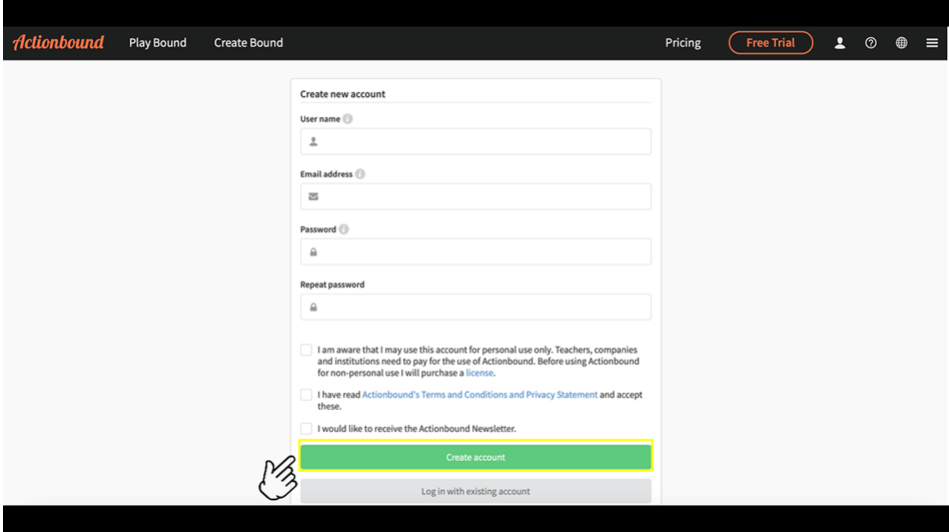 Actionbound Play Bound Create Bound Pricing Free Trial
Create new account
User name
Email address
Password
Repeat password
I am aware that I may use this account for personal use only. Teachers, companies
and institutions need to pay for the use of Actionbound. Before using Actionbound
for non-personal use I will purchase a license.
I have read Actionbound's Terms and Conditions and Privacy Statement and accept
these.
I would like to receive the Actionbound Newsletter.
Create account
Log in with existing account